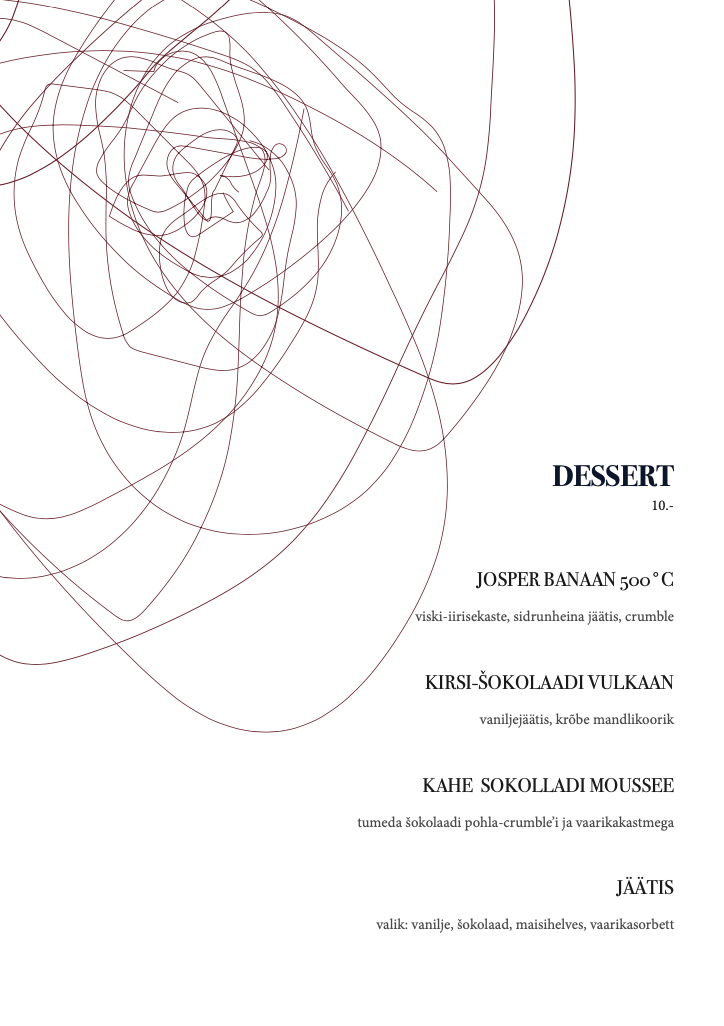 DESSERT
10.-
JOSPER BANAAN 500°C
viski-iirisekaste, sidrunheina jäätis, crumble
KIRSI-ŠOKOLAADI VULKAAN
vaniljejäätis, krõbe mandlikoorik
KAHE SOKOLLADI MOUSSEE
tumeda šokolaadi pohla-crumble’i ja vaarikakastmega
JÄÄTIS
valik: vanilje, šokolaad, maisihelves, vaarikasorbett